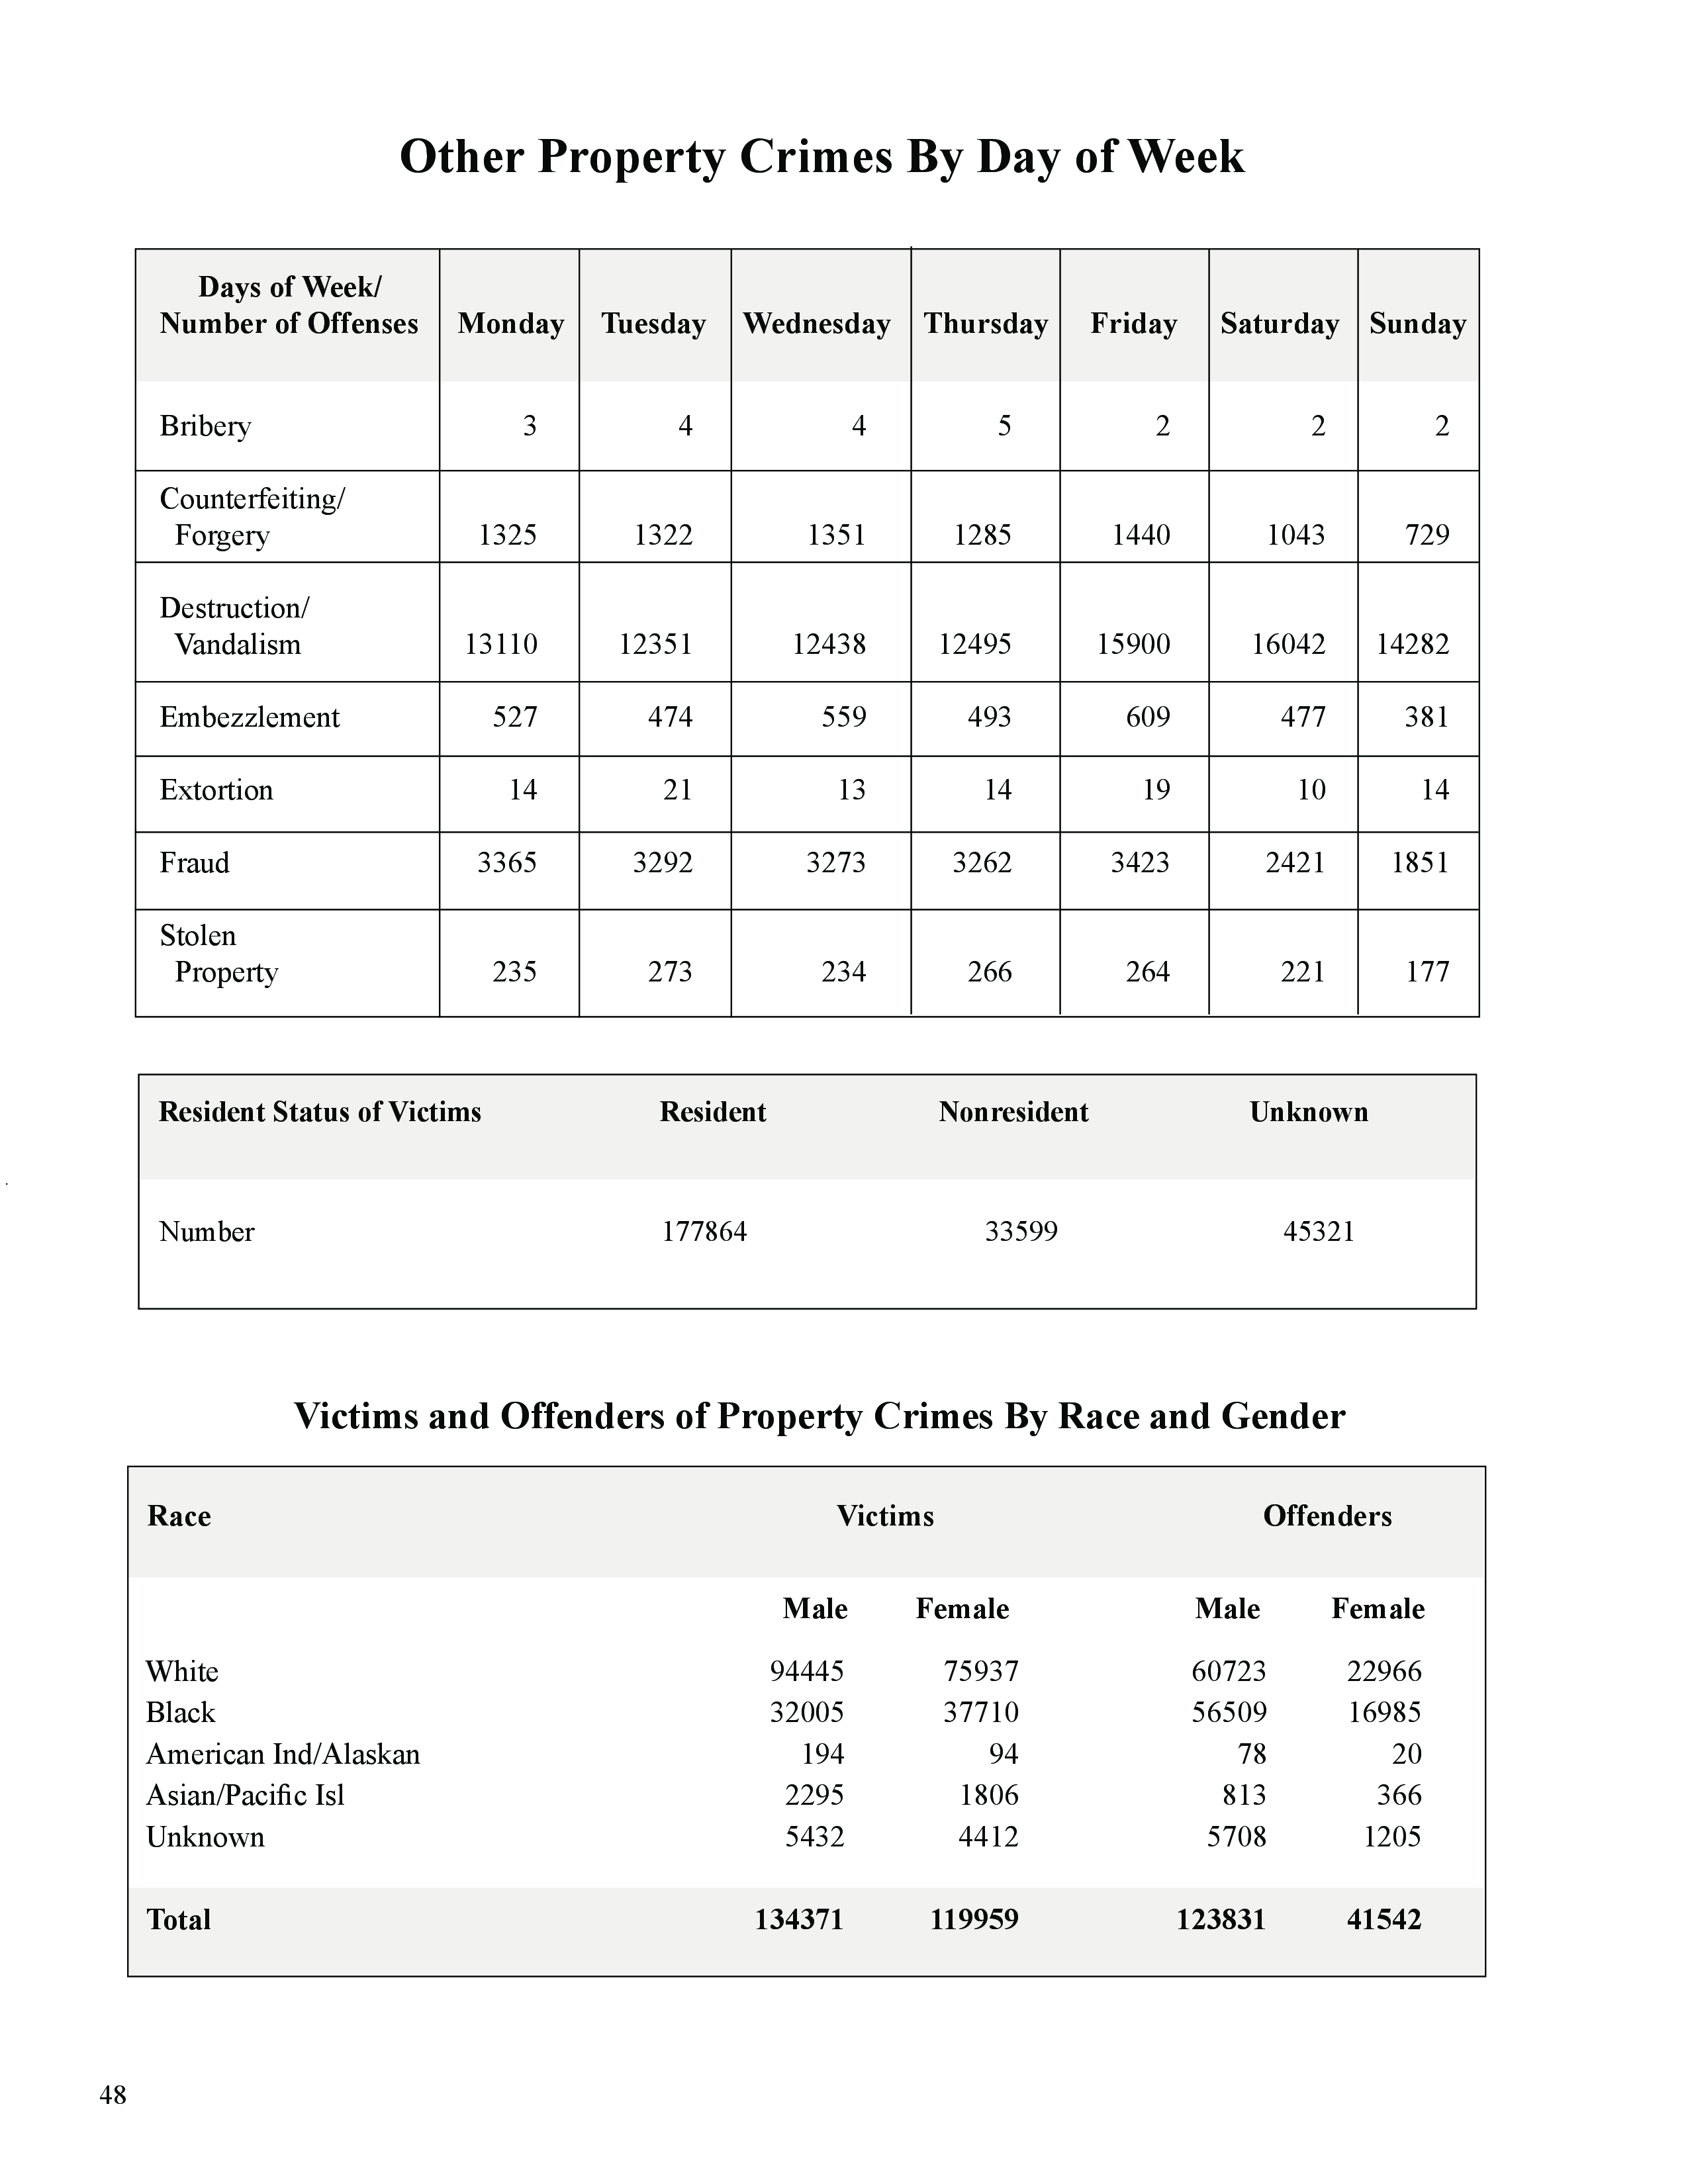 Other Property Crimes By Day of Week
Days of Week/
Number of Offenses Monday Tuesday Wednesday Thursday Friday Saturday Sunday
Bribery 3 4 4 5 2 2 2
Counterfeiting/
Forgery 1325 1322 1351 1285 1440 1043 729
Destruction/
Vandalism 13110 12351 12438 12495 15900 16042 14282
Embezzlement 527 474 559 493 609 477 381
Extortion 14 21 13 14 19 10 14
Fraud 3365 3292 3273 3262 3423 2421 1851
Stolen
Property 235 273 234 266 264 221 177
Resident Status of Victims Resident Nonresident Unknown
Number 177864 33599 45321
Victims and Offenders of Property Crimes By Race and Gender
Race Victims Offenders
Male Female Male Female
White 94445 75937 60723 22966
Black 32005 37710 56509 16985
American Ind/Alaskan 194 94 78 20
Asian/Pacific Isl 2295 1806 813 366
Unknown 5432 4412 5708 1205
Total 134371 119959 123831 41542
48